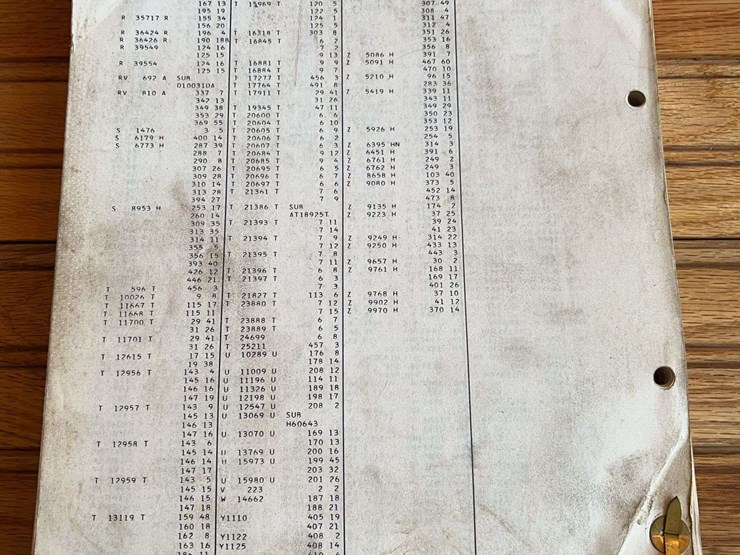 167 13 T 15969 T 120 1 307 49
195 19 122 5 308 4
R 35717 R 155 34 124 1 311 47
156 20 125 5 312 4
R 36424 R 196 4 T 16318 T 303 8 351 26
R 36426 R 190 18B T 16845 T 6 2 353 16
R 39549 124 16 7 2 356 8
125 15 9 13 Z 5086 H 391 7
R 39554 124 16 T 16881 T 9 9 Z 5091 H 467 60
125 15 T 16884 T 9 7 470 10
RV 692 A SUR T 17277 T 456 3 Z 5210 H 96 15
D10031DA T 17764 T 491 8 283 36
RV 810 A 337 7 T 17911 T 29 41 Z 5419 H 339 11
342 13 31 26 343 11
349 38 T 19345 T 47 11 349 29
353 29 T 20600 T 6 6 350 23
369 55 T 20604 T 6 10 353 12
S 1476 3 5 T 20605 T 6 9 Z 5926 H 253 19
S 6179 H 400 14 T 20606 T 6 2 254 5
S 6773 H 287 39 T 20607 T 6 3 Z 6395 HN 314 3
288 7 T 20684 T 9 12 Z 6451 H 391 6
290 8 T 20685 T 9 4 Z 6761 H 249 2
307 26 T 20695 T 6 5 Z 6762 H 249 3
309 28 T 20696 T 6 7 Z 8658 H 103 40
310 14 T 20697 T 6 6 Z 9080 H 373 5
313 28 T 21361 T 7 6 452 14
394 27 7 9 473 8
S 8953 H 253 17 T 21386 T SUR Z 9135 H 174 2
260 14 AT18925T Z 9223 H 37 25
309 35 T 21393 T 7 11 39 24
313 35 7 14 41 23
314 31 T 21394 T 7 9 Z 9249 H 314 22
355 5 7 12 Z 9250 H 433 13
356 15 T 21395 T 7 8 443 3
393 40 7 11 Z 9657 H 30 2
426 12 T 21396 T 6 8 Z 9761 H 168 11
446 21 T 21397 T 6 3 169 17
T 596 T 456 3 7 3 401 26
T 10026 T 9 8 T 21827 T 113 6 Z 9768 H 37 10
T 11667 T 115 17 T 23880 T 7 12 Z 9902 H 41 12
T 11668 T 115 11 7 15 Z 9970 H 370 14
T 11700 T 29 41 T 23888 T 6 7
31 26 T 23889 T 6 5
T 11701 T 29 41 T 24699 6 8
31 26 T 25211 457 3
T 12615 T 17 15 U 10289 U 176 8
19 38 178 14
T 12956 T 143 4 U 11009 U 208 12
145 16 U 11196 U 114 11
146 16 U 11326 U 189 18
147 19 U 12198 U 198 17
T 12957 T 143 9 U 12547 U 208 2
145 13 U 13069 U SUR
146 13 H60643
147 16 U 13070 U 169 13
T 12958 T 143 6 170 13
145 14 U 13769 U 200 16
146 14 U 15973 U 199 45
147 17 203 32
T 12959 T 143 5 U 15980 U 201 26
145 15 V 223 2 2
146 15 W 14662 187 18
147 18 188 21
T 13119 T 159 48 Y1110 405 19
160 18 407 21
162 8 Y1122 408 2
163 16 Y1125 408 14